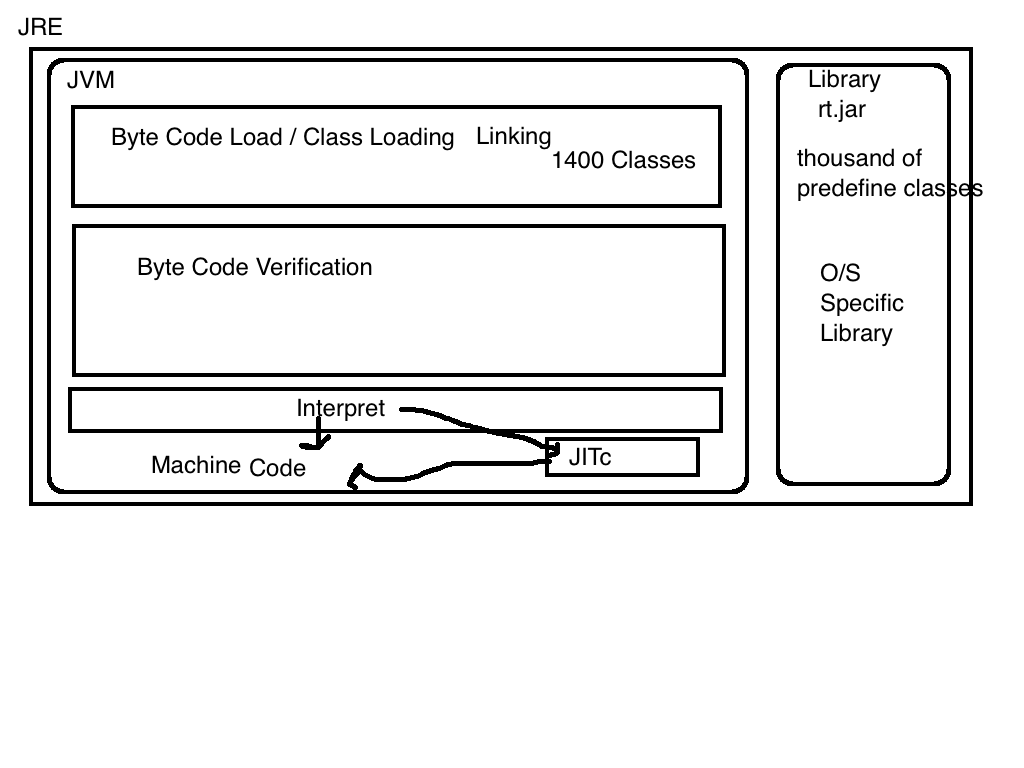 JRE
JVM
Byte Code Load / Class Loading Linking
1400 Classes
Byte Code Verification
Interpret
Machine Code
JITc
Library
rt.jar
thousand of
predefine classes
O/S
Specific
Library